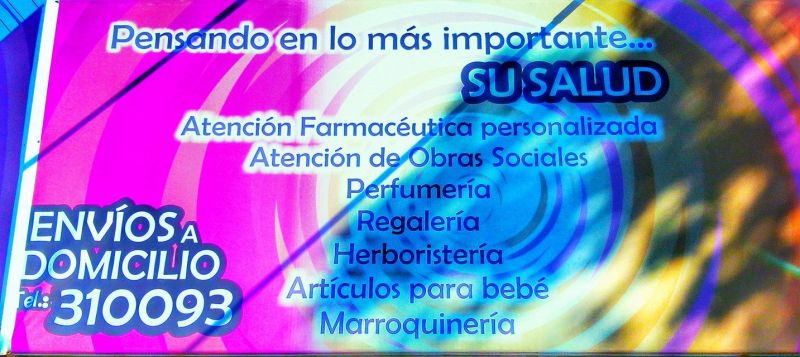 Pensando en lo más importante...
SU SALUD
Atención Farmacéutica personalizada
Atención de Obras Sociales
Perfumería
Regalería
Herboristería
Artículos para bebé
Marroquinería
ENVÍOS A
DOMICILIO
Tel.: 310093